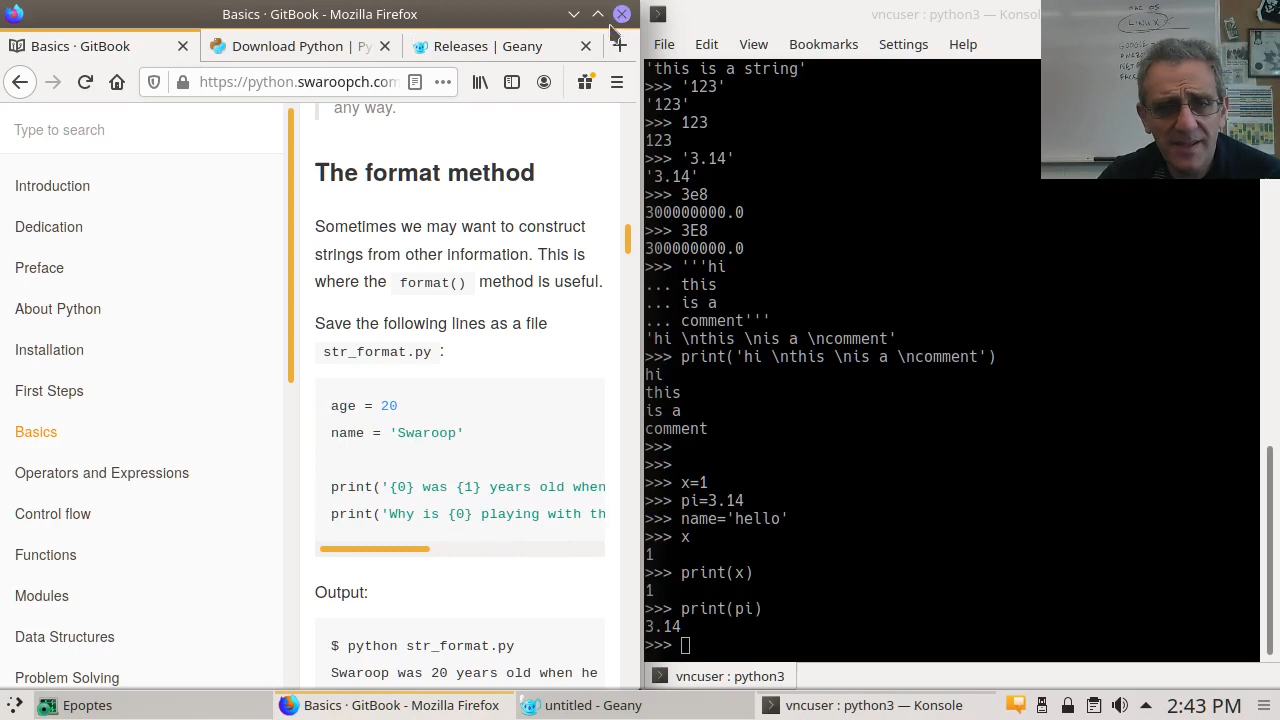 Basics · GitBook - Mozilla Firefox
Basics · GitBook
Download Python | Py
Releases | Geany
https://python.swaroopch.com
Type to search
Introduction
Dedication
Preface
About Python
Installation
First Steps
Basics
Operators and Expressions
Control flow
Functions
Modules
Data Structures
Problem Solving
any way.
The format method
Sometimes we may want to construct
strings from other information. This is
where the format() method is useful.
Save the following lines as a file
str_format.py :
age = 20
name = 'Swaroop'
print('{0} was {1} years old when
print('Why is {0} playing with th
Output:
$ python str_format.py
Swaroop was 20 years old when he
vncuser : python3 — Konsol
File Edit View Bookmarks Settings Help
'this is a string'
>>> '123'
'123'
>>> 123
123
>>> '3.14'
'3.14'
>>> 3e8
300000000.0
>>> 3E8
300000000.0
>>> '''hi
... this
... is a
... comment'''
'hi \nthis \nis a \ncomment'
>>> print('hi \nthis \nis a \ncomment')
hi
this
is a
comment
>>>
>>>
>>> x=1
>>> pi=3.14
>>> name='hello'
>>> x
1
>>> print(x)
1
>>> print(pi)
3.14
>>>
vncuser : python3
LINUX
Epoptes
Basics · GitBook - Mozilla Firefox
untitled - Geany
vncuser : python3 — Konsole
2:43 PM